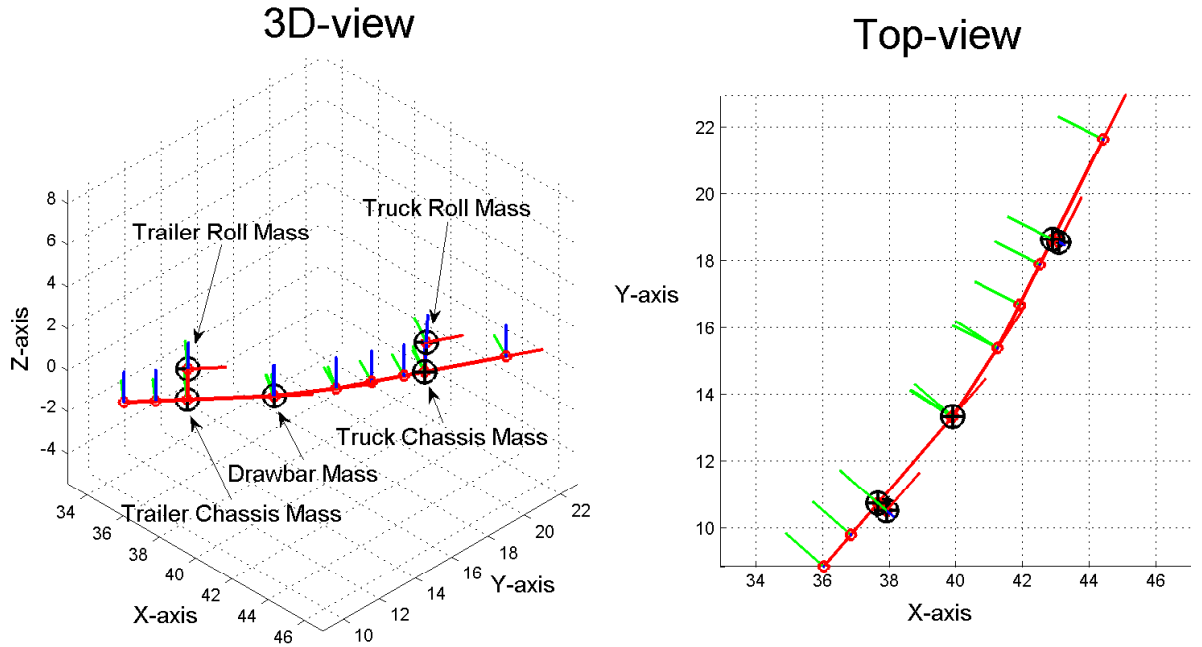 3D-view
Top-view
8
6
4
2
0
-2
-4
Z-axis
Truck Roll Mass
Trailer Roll Mass
Truck Chassis Mass
Drawbar Mass
Trailer Chassis Mass
34
36
38
40
42
44
46
X-axis
10
12
14
16
18
20
22
Y-axis
22
20
18
16
14
12
10
Y-axis
34
36
38
40
42
44
46
X-axis